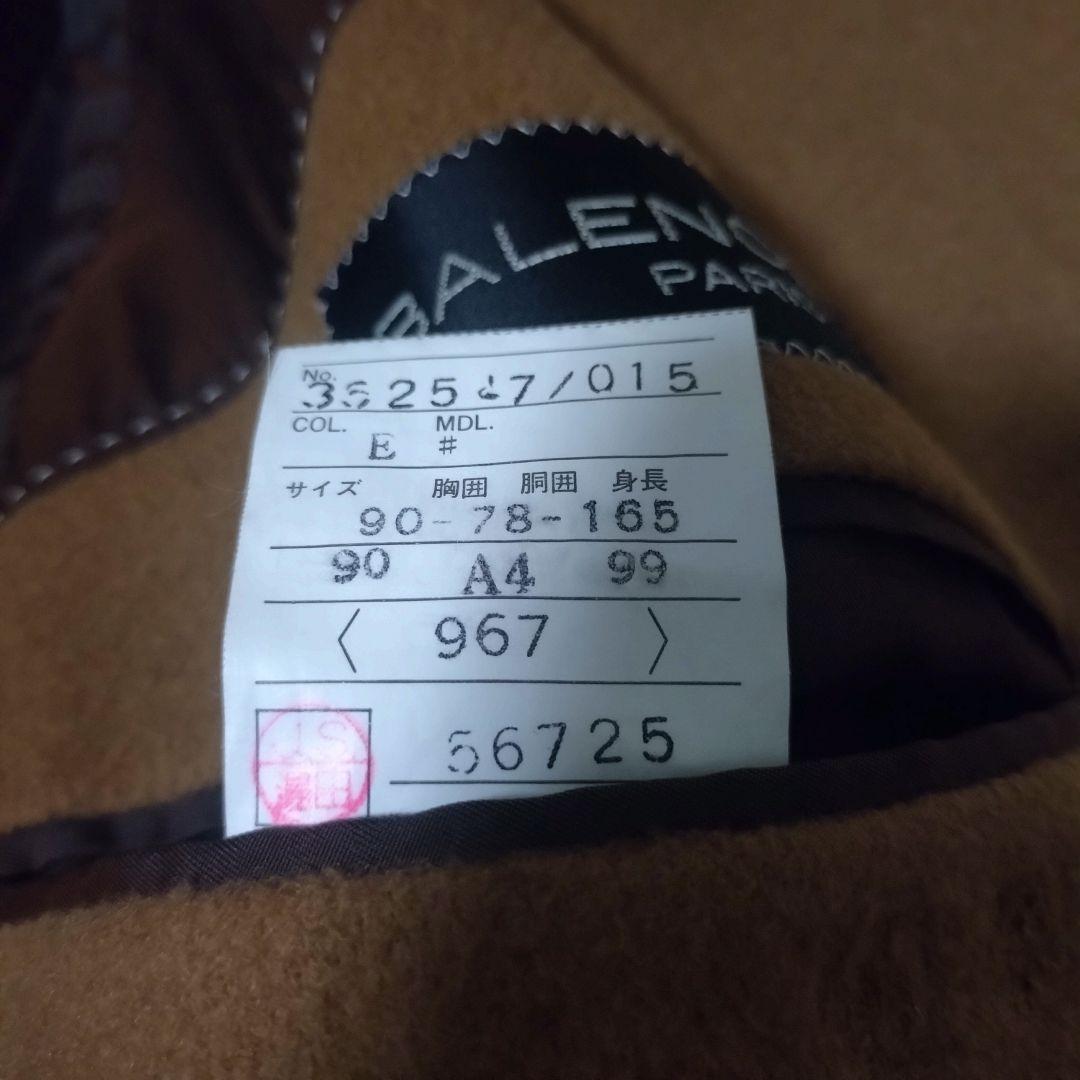 BALENC
PARI
No.
362547/015
COL. MDL.
E #
サイズ 胸囲 胴囲 身長
90-78-165
90 A4 99
〈 967 〉
56725